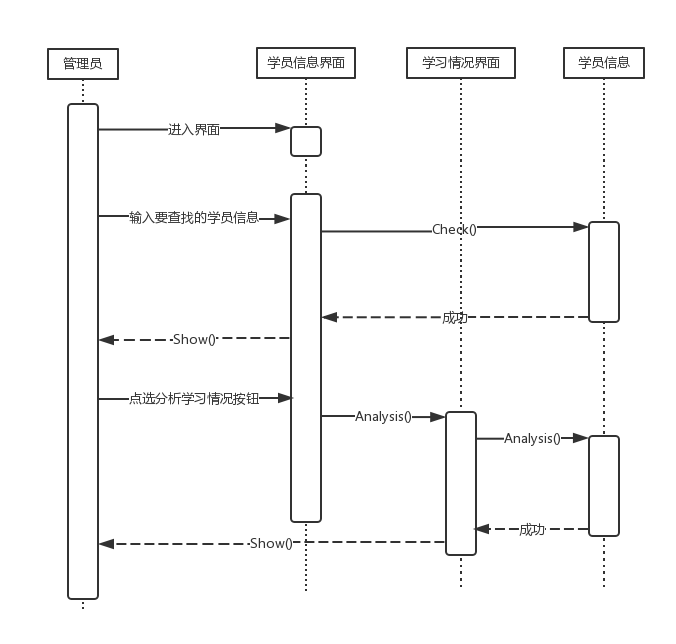 管理员
学员信息界面
学习情况界面
学员信息
进入界面
输入要查找的学员信息
Check()
成功
Show()
点选分析学习情况按钮
Analysis()
Analysis()
成功
Show()